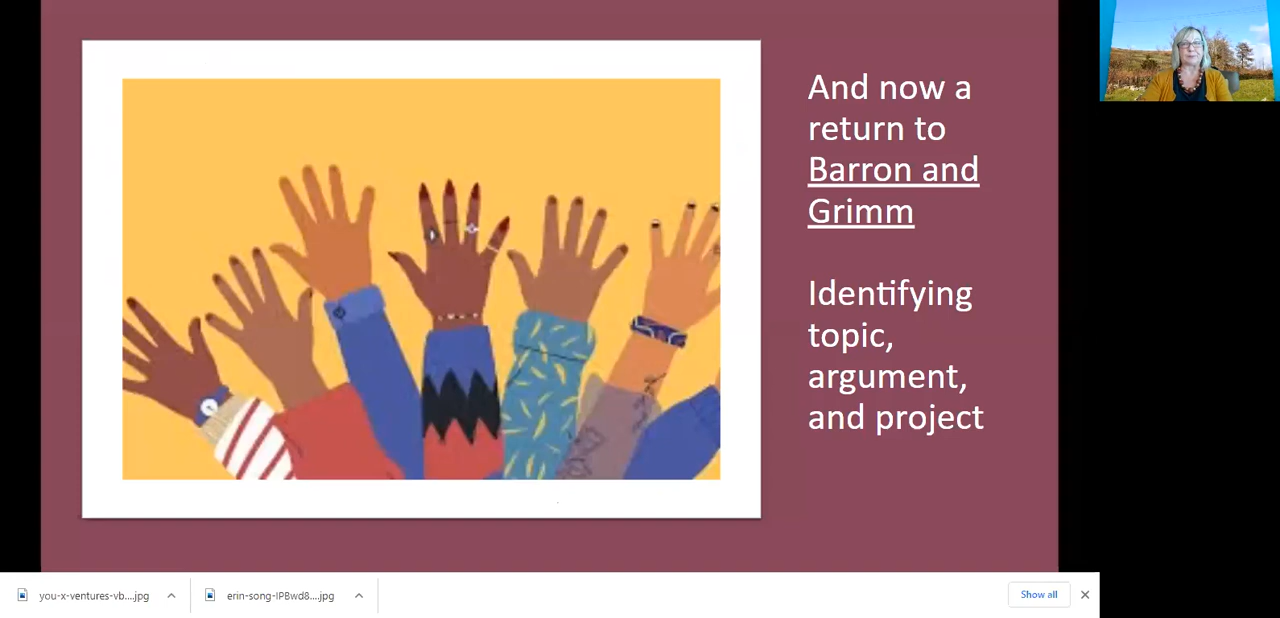 And now a
return to
Barron and
Grimm
Identifying
topic,
argument,
and project
you-x-ventures-vb....jpg
erin-song-IPBwd8....jpg
Show all